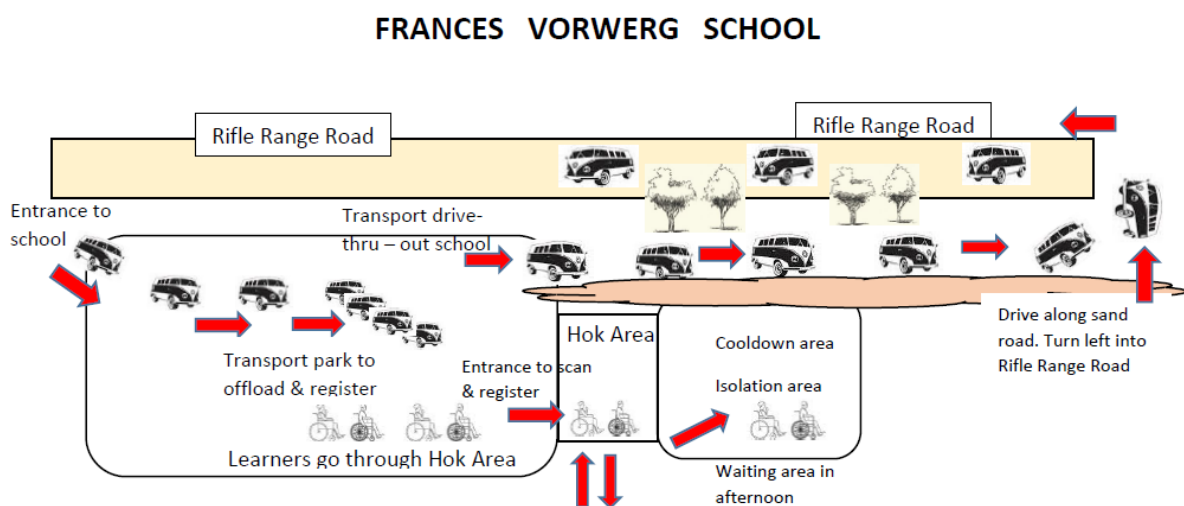 FRANCES VORWERG SCHOOL
Rifle Range Road
Rifle Range Road
Entrance to
school
Transport drive-
thru – out school
Transport park to
offload & register
Entrance to scan
& register
Learners go through Hok Area
Hok Area
Cooldown area
Isolation area
Waiting area in
afternoon
Drive along sand
road. Turn left into
Rifle Range Road